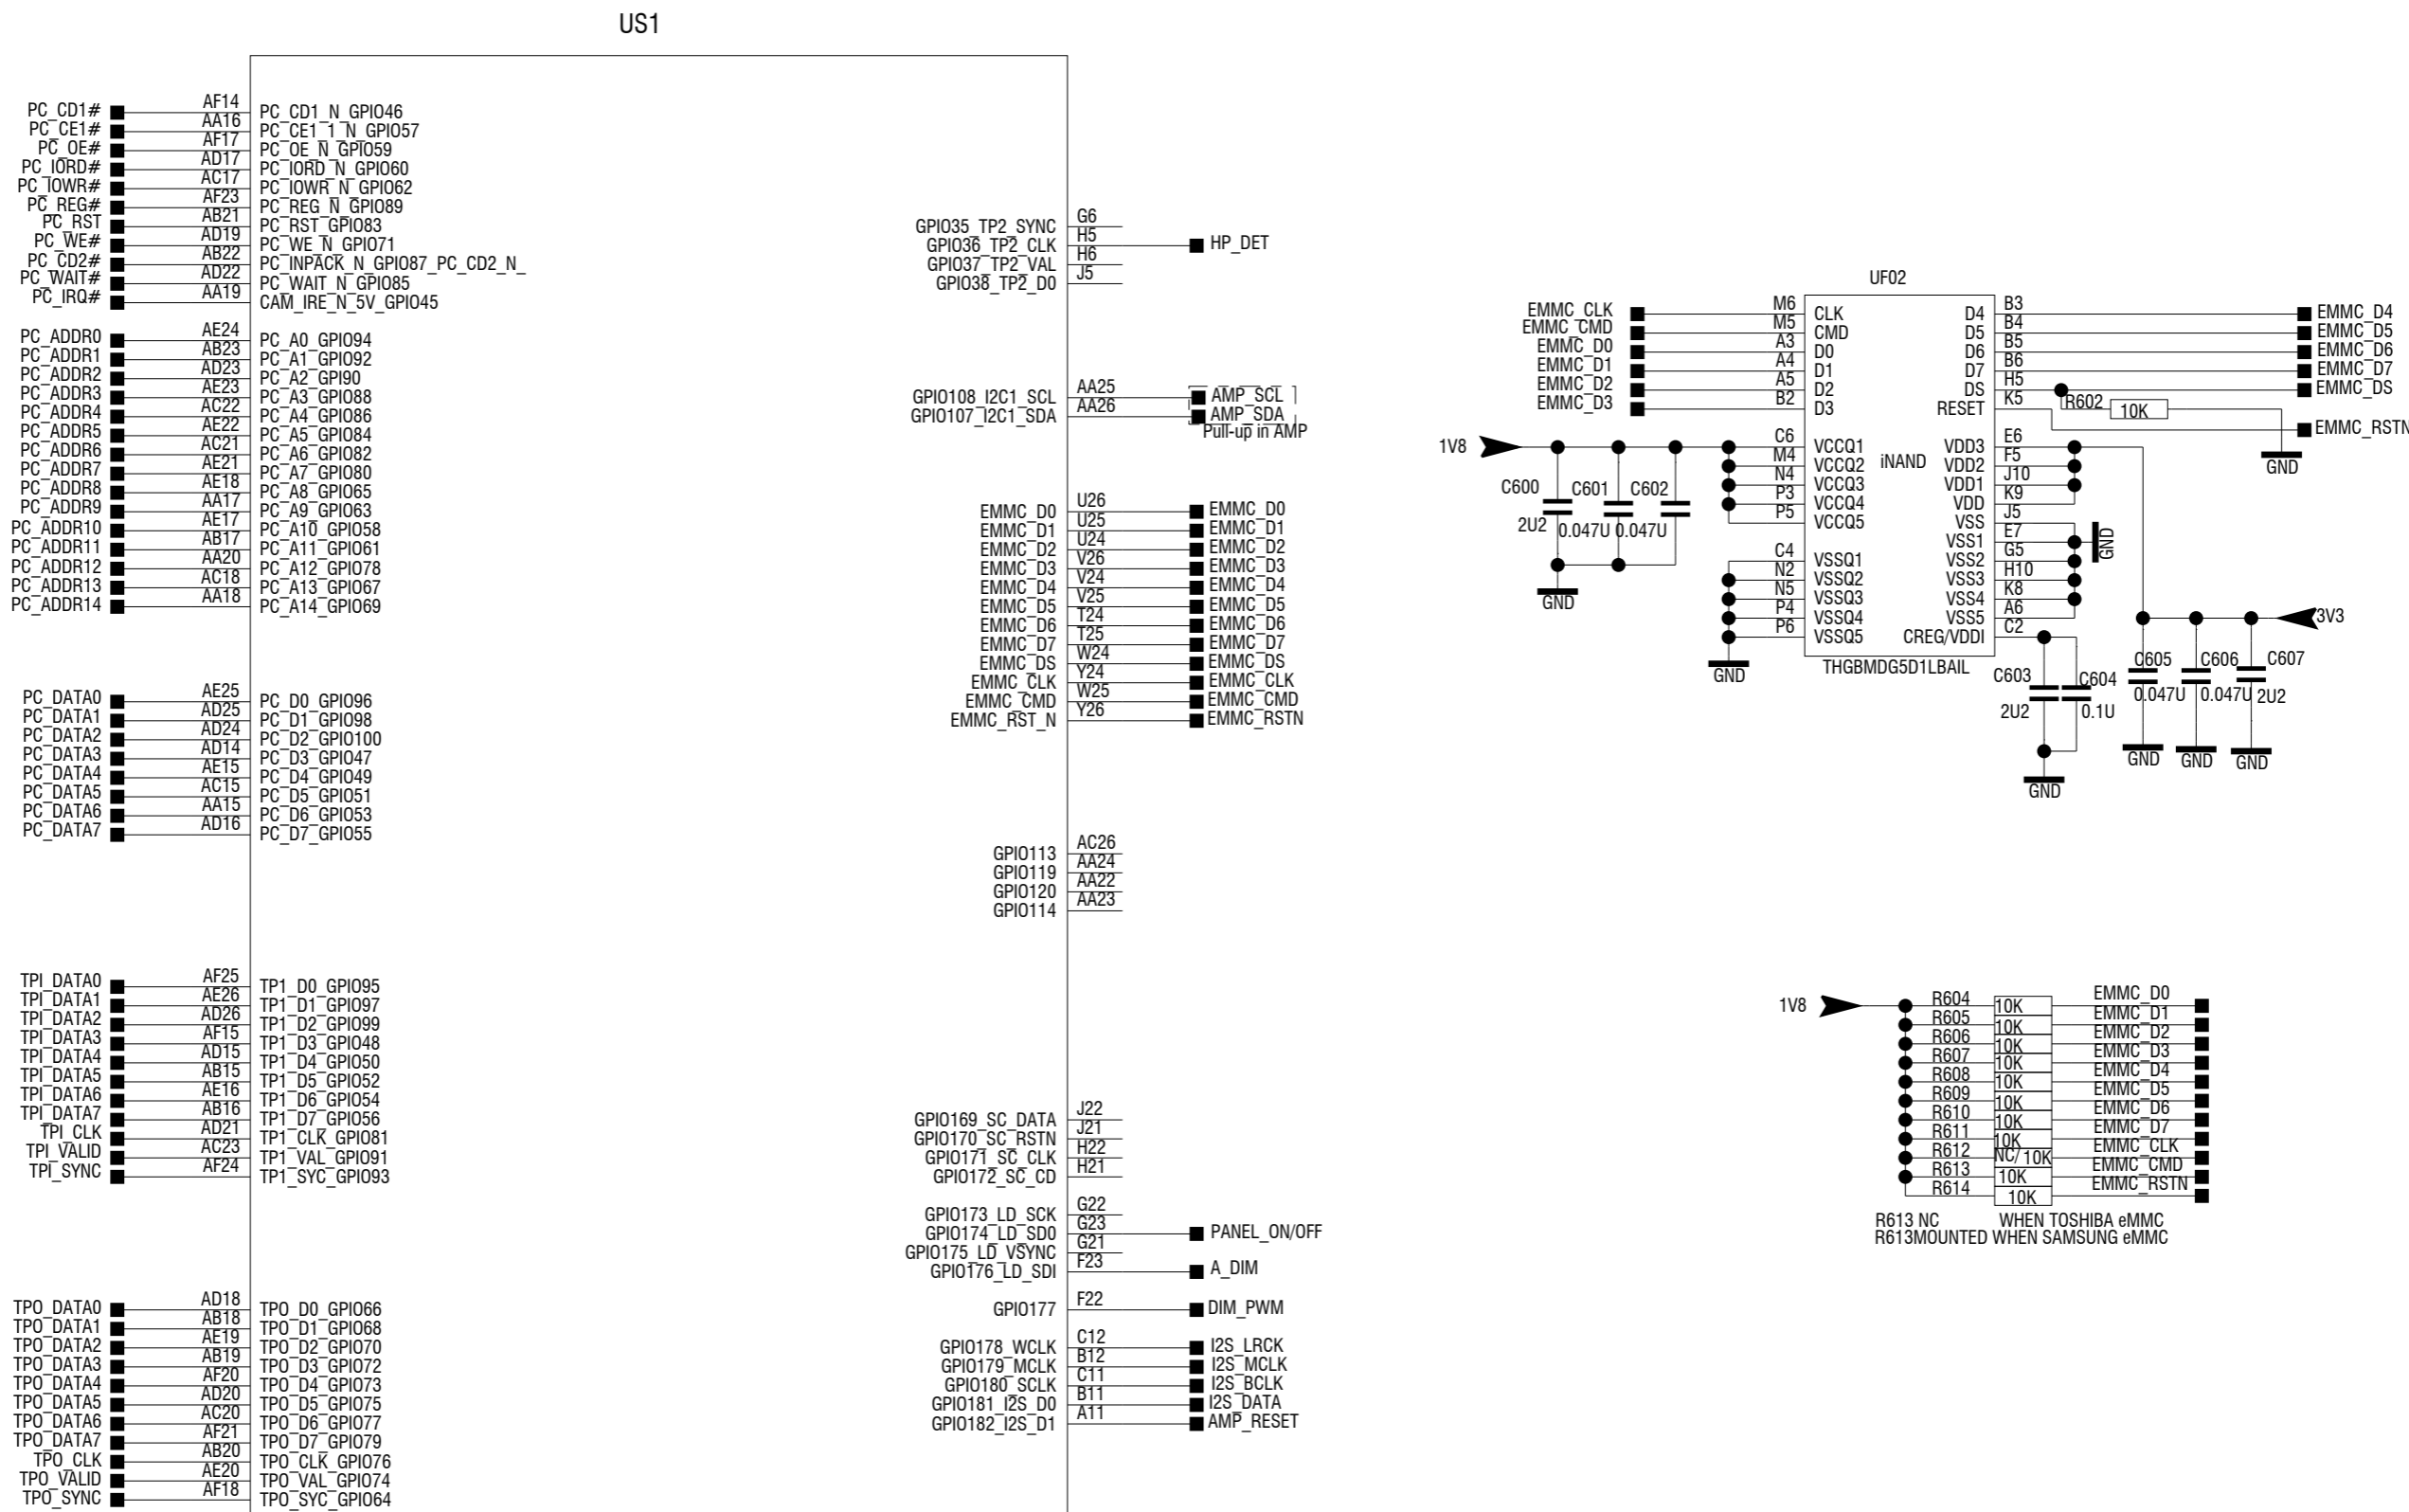 US1
PC_CD1# AF14 PC_CD1_N_GPIO46
PC_CE1# AA16 PC_CE1_1_N_GPIO57
PC_OE# AF17 PC_OE_N_GPIO59
PC_IORD# AD17 PC_IORD_N_GPIO60
PC_IOWR# AC17 PC_IOWR_N_GPIO62
PC_REG# AF23 PC_REG_N_GPIO89
PC_RST AB21 PC_RST_GPIO83
PC_WE# AD19 PC_WE_N_GPIO71
PC_CD2# AB22 PC_INPACK_N_GPIO87_PC_CD2_N_
PC_WAIT# AD22 PC_WAIT_N_GPIO85
PC_IRQ# AA19 CAM_IRE_N_5V_GPIO45
PC_ADDR0 AE24 PC_A0_GPIO94
PC_ADDR1 AB23 PC_A1_GPIO92
PC_ADDR2 AD23 PC_A2_GPI90
PC_ADDR3 AE23 PC_A3_GPIO88
PC_ADDR4 AC22 PC_A4_GPIO86
PC_ADDR5 AE22 PC_A5_GPIO84
PC_ADDR6 AC21 PC_A6_GPIO82
PC_ADDR7 AE21 PC_A7_GPIO80
PC_ADDR8 AE18 PC_A8_GPIO65
PC_ADDR9 AA17 PC_A9_GPIO63
PC_ADDR10 AE17 PC_A10_GPIO58
PC_ADDR11 AB17 PC_A11_GPIO61
PC_ADDR12 AA20 PC_A12_GPIO78
PC_ADDR13 AC18 PC_A13_GPIO67
PC_ADDR14 AA18 PC_A14_GPIO69
PC_DATA0 AE25 PC_D0_GPIO96
PC_DATA1 AD25 PC_D1_GPIO98
PC_DATA2 AD24 PC_D2_GPIO100
PC_DATA3 AD14 PC_D3_GPIO47
PC_DATA4 AE15 PC_D4_GPIO49
PC_DATA5 AC15 PC_D5_GPIO51
PC_DATA6 AA15 PC_D6_GPIO53
PC_DATA7 AD16 PC_D7_GPIO55
TPI_DATA0 AF25 TP1_D0_GPIO95
TPI_DATA1 AE26 TP1_D1_GPIO97
TPI_DATA2 AD26 TP1_D2_GPIO99
TPI_DATA3 AF15 TP1_D3_GPIO48
TPI_DATA4 AD15 TP1_D4_GPIO50
TPI_DATA5 AB15 TP1_D5_GPIO52
TPI_DATA6 AE16 TP1_D6_GPIO54
TPI_DATA7 AB16 TP1_D7_GPIO56
TPI_CLK AD21 TP1_CLK_GPIO81
TPI_VALID AC23 TP1_VAL_GPIO91
TPI_SYNC AF24 TP1_SYC_GPIO93
TPO_DATA0 AD18 TPO_D0_GPIO66
TPO_DATA1 AB18 TPO_D1_GPIO68
TPO_DATA2 AE19 TPO_D2_GPIO70
TPO_DATA3 AB19 TPO_D3_GPIO72
TPO_DATA4 AF20 TPO_D4_GPIO73
TPO_DATA5 AD20 TPO_D5_GPIO75
TPO_DATA6 AC20 TPO_D6_GPIO77
TPO_DATA7 AF21 TPO_D7_GPIO79
TPO_CLK AB20 TPO_CLK_GPIO76
TPO_VALID AE20 TPO_VAL_GPIO74
TPO_SYNC AF18 TPO_SYC_GPIO64
GPIO35_TP2_SYNC G6
GPIO36_TP2_CLK H5 HP_DET
GPIO37_TP2_VAL H6
GPIO38_TP2_D0 J5
GPIO108_I2C1_SCL AA25 AMP_SCL
GPIO107_I2C1_SDA AA26 AMP_SDA
Pull-up in AMP
EMMC_D0 U26 EMMC_D0
EMMC_D1 U25 EMMC_D1
EMMC_D2 U24 EMMC_D2
EMMC_D3 V26 EMMC_D3
EMMC_D4 V24 EMMC_D4
EMMC_D5 V25 EMMC_D5
EMMC_D6 T24 EMMC_D6
EMMC_D7 T25 EMMC_D7
EMMC_DS W24 EMMC_DS
EMMC_CLK Y24 EMMC_CLK
EMMC_CMD W25 EMMC_CMD
EMMC_RST_N Y26 EMMC_RSTN
GPIO113 AC26
GPIO119 AA24
GPIO120 AA22
GPIO114 AA23
GPIO169_SC_DATA J22
GPIO170_SC_RSTN J21
GPIO171_SC_CLK H22
GPIO172_SC_CD H21
GPIO173_LD_SCK G22
GPIO174_LD_SD0 G23 PANEL_ON/OFF
GPIO175_LD_VSYNC G21
GPIO176_LD_SDI F23 A_DIM
GPIO177 F22 DIM_PWM
GPIO178_WCLK C12 I2S_LRCK
GPIO179_MCLK B12 I2S_MCLK
GPIO180_SCLK C11 I2S_BCLK
GPIO181_I2S_D0 B11 I2S_DATA
GPIO182_I2S_D1 A11 AMP_RESET
UF02
EMMC_CLK M6 CLK D4 B3 EMMC_D4
EMMC_CMD M5 CMD D5 B4 EMMC_D5
EMMC_D0 A3 D0 D6 B5 EMMC_D6
EMMC_D1 A4 D1 D7 B6 EMMC_D7
EMMC_D2 A5 D2 DS H5 EMMC_DS
EMMC_D3 B2 D3 RESET K5 R602 10K
EMMC_RSTN
1V8 C6 VCCQ1 VDD3 E6
M4 VCCQ2 iNAND VDD2 F5 GND
N4 VCCQ3 VDD1 J10
C600 C601 C602 P3 VCCQ4 VDD K9
2U2 0.047U 0.047U P5 VCCQ5 VSS J5
VSS1 E7 GND
C4 VSSQ1 VSS2 G5
N2 VSSQ2 VSS3 H10
GND N5 VSSQ3 VSS4 K8
P4 VSSQ4 VSS5 A6 3V3
P6 VSSQ5 CREG/VDDI C2
GND THGBMDG5D1LBAIL
C603 C604 C605 C606 C607
2U2 0.1U 0.047U 0.047U 2U2
GND GND GND
GND
1V8 R604 10K EMMC_D0
R605 10K EMMC_D1
R606 10K EMMC_D2
R607 10K EMMC_D3
R608 10K EMMC_D4
R609 10K EMMC_D5
R610 10K EMMC_D6
R611 10K EMMC_D7
R612 NC/10K EMMC_CLK
R613 10K EMMC_CMD
R614 10K EMMC_RSTN
R613 NC WHEN TOSHIBA eMMC
R613MOUNTED WHEN SAMSUNG eMMC